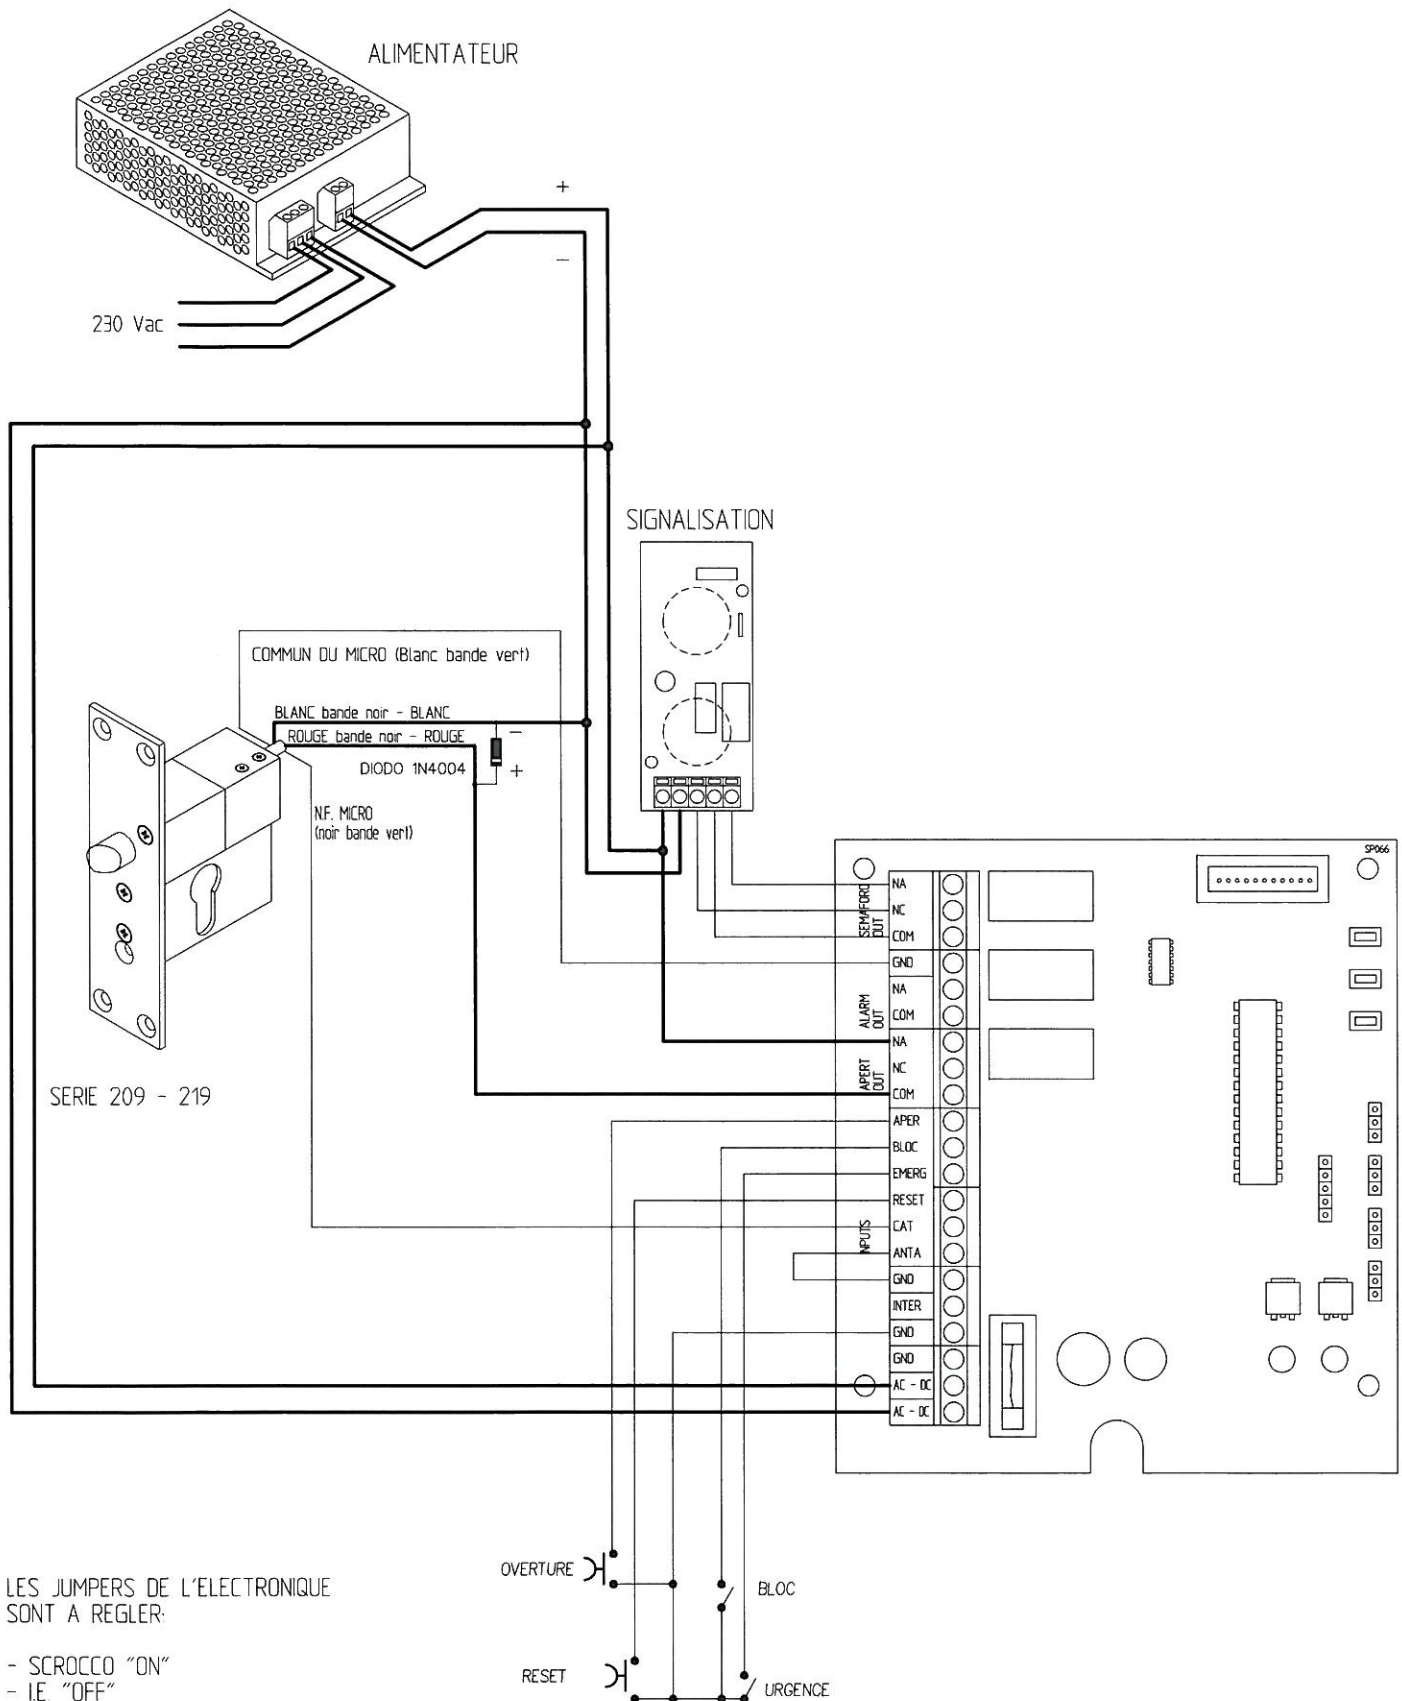 ALIMENTATEUR
+
-
230 Vac
SIGNALISATION
COMMUN DU MICRO (Blanc bande vert)
BLANC bande noir - BLANC
ROUGE bande noir - ROUGE
DIODO 1N4004
-
+
N.F. MICRO
(noir bande vert)
SERIE 209 - 219
SP066
SEMAFORO
OUT
NA
NC
COM
GND
ALARM
OUT
NA
COM
APERT
OUT
NA
NC
COM
INPUTS
APER
BLOC
EMERG
RESET
CAT
ANTA
GND
INTER
GND
GND
AC - DC
AC - DC
OVERTURE
BLOC
RESET
URGENCE
LES JUMPERS DE L'ELECTRONIQUE
SONT A REGLER:
- SCROCCO "ON"
- I.E. "OFF"